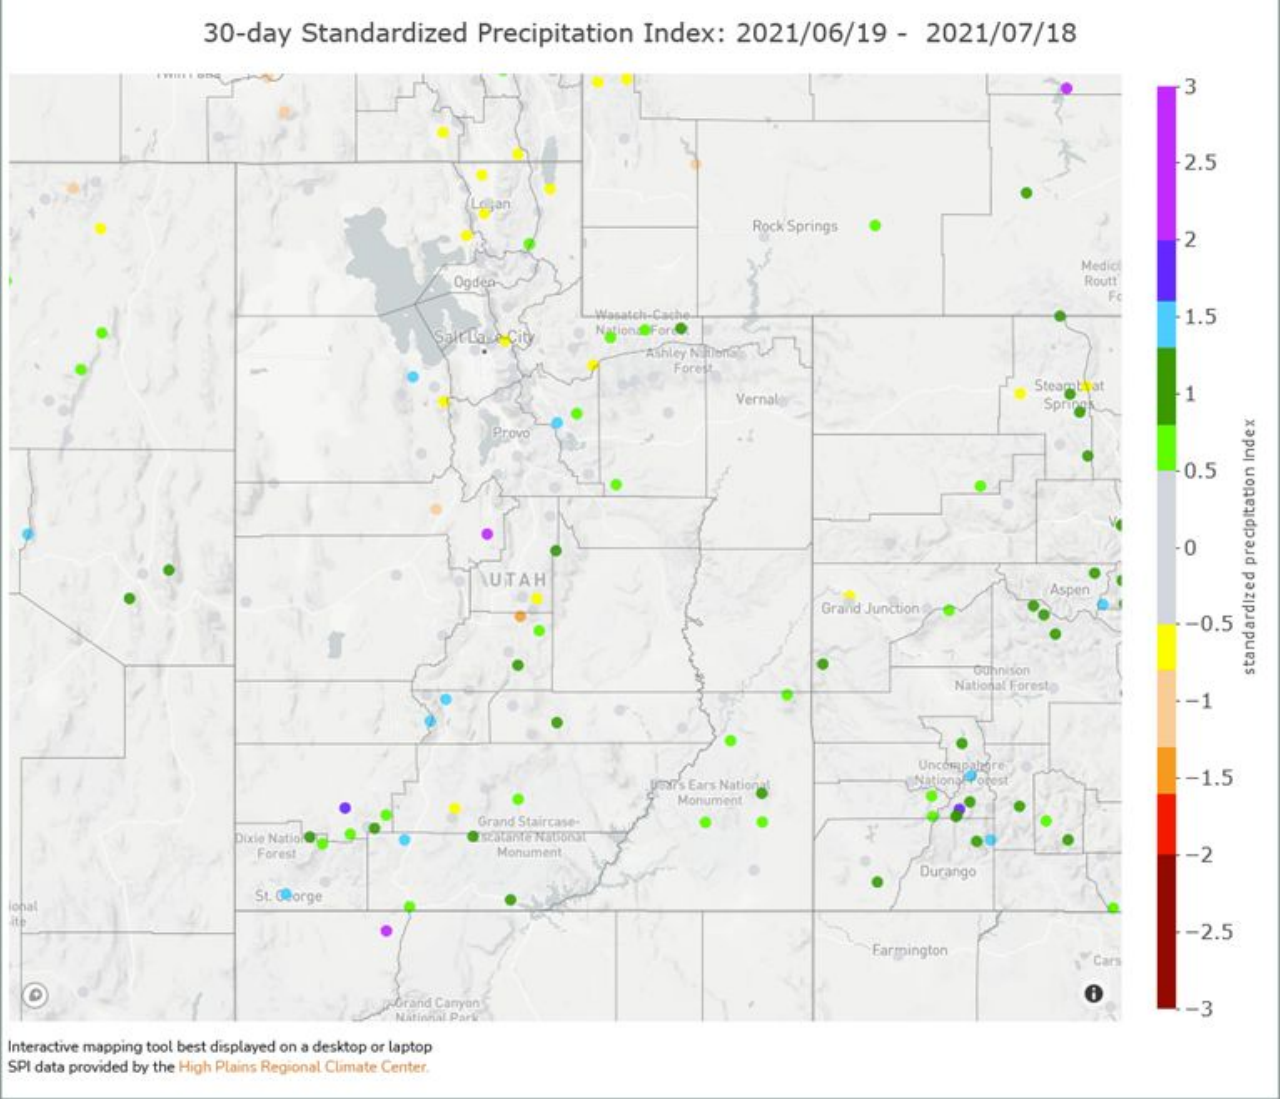 30-day Standardized Precipitation Index: 2021/06/19 - 2021/07/18
Logan
Rock Springs
Ogden
Wasatch-Cache
National Forest
Salt Lake City
Ashley National
Forest
Vernal
Steamboat
Springs
Provo
UTAH
Aspen
Grand Junction
Gunnison
National Forest
Uncompahgre
National Forest
Bears Ears National
Monument
Grand Staircase-
Escalante National
Monument
Dixie National
Forest
Durango
St. George
Farmington
Grand Canyon
National Park
3
2.5
2
1.5
1
0.5
0
−0.5
−1
−1.5
−2
−2.5
−3
standardized precipitation index
Interactive mapping tool best displayed on a desktop or laptop
SPI data provided by the High Plains Regional Climate Center.